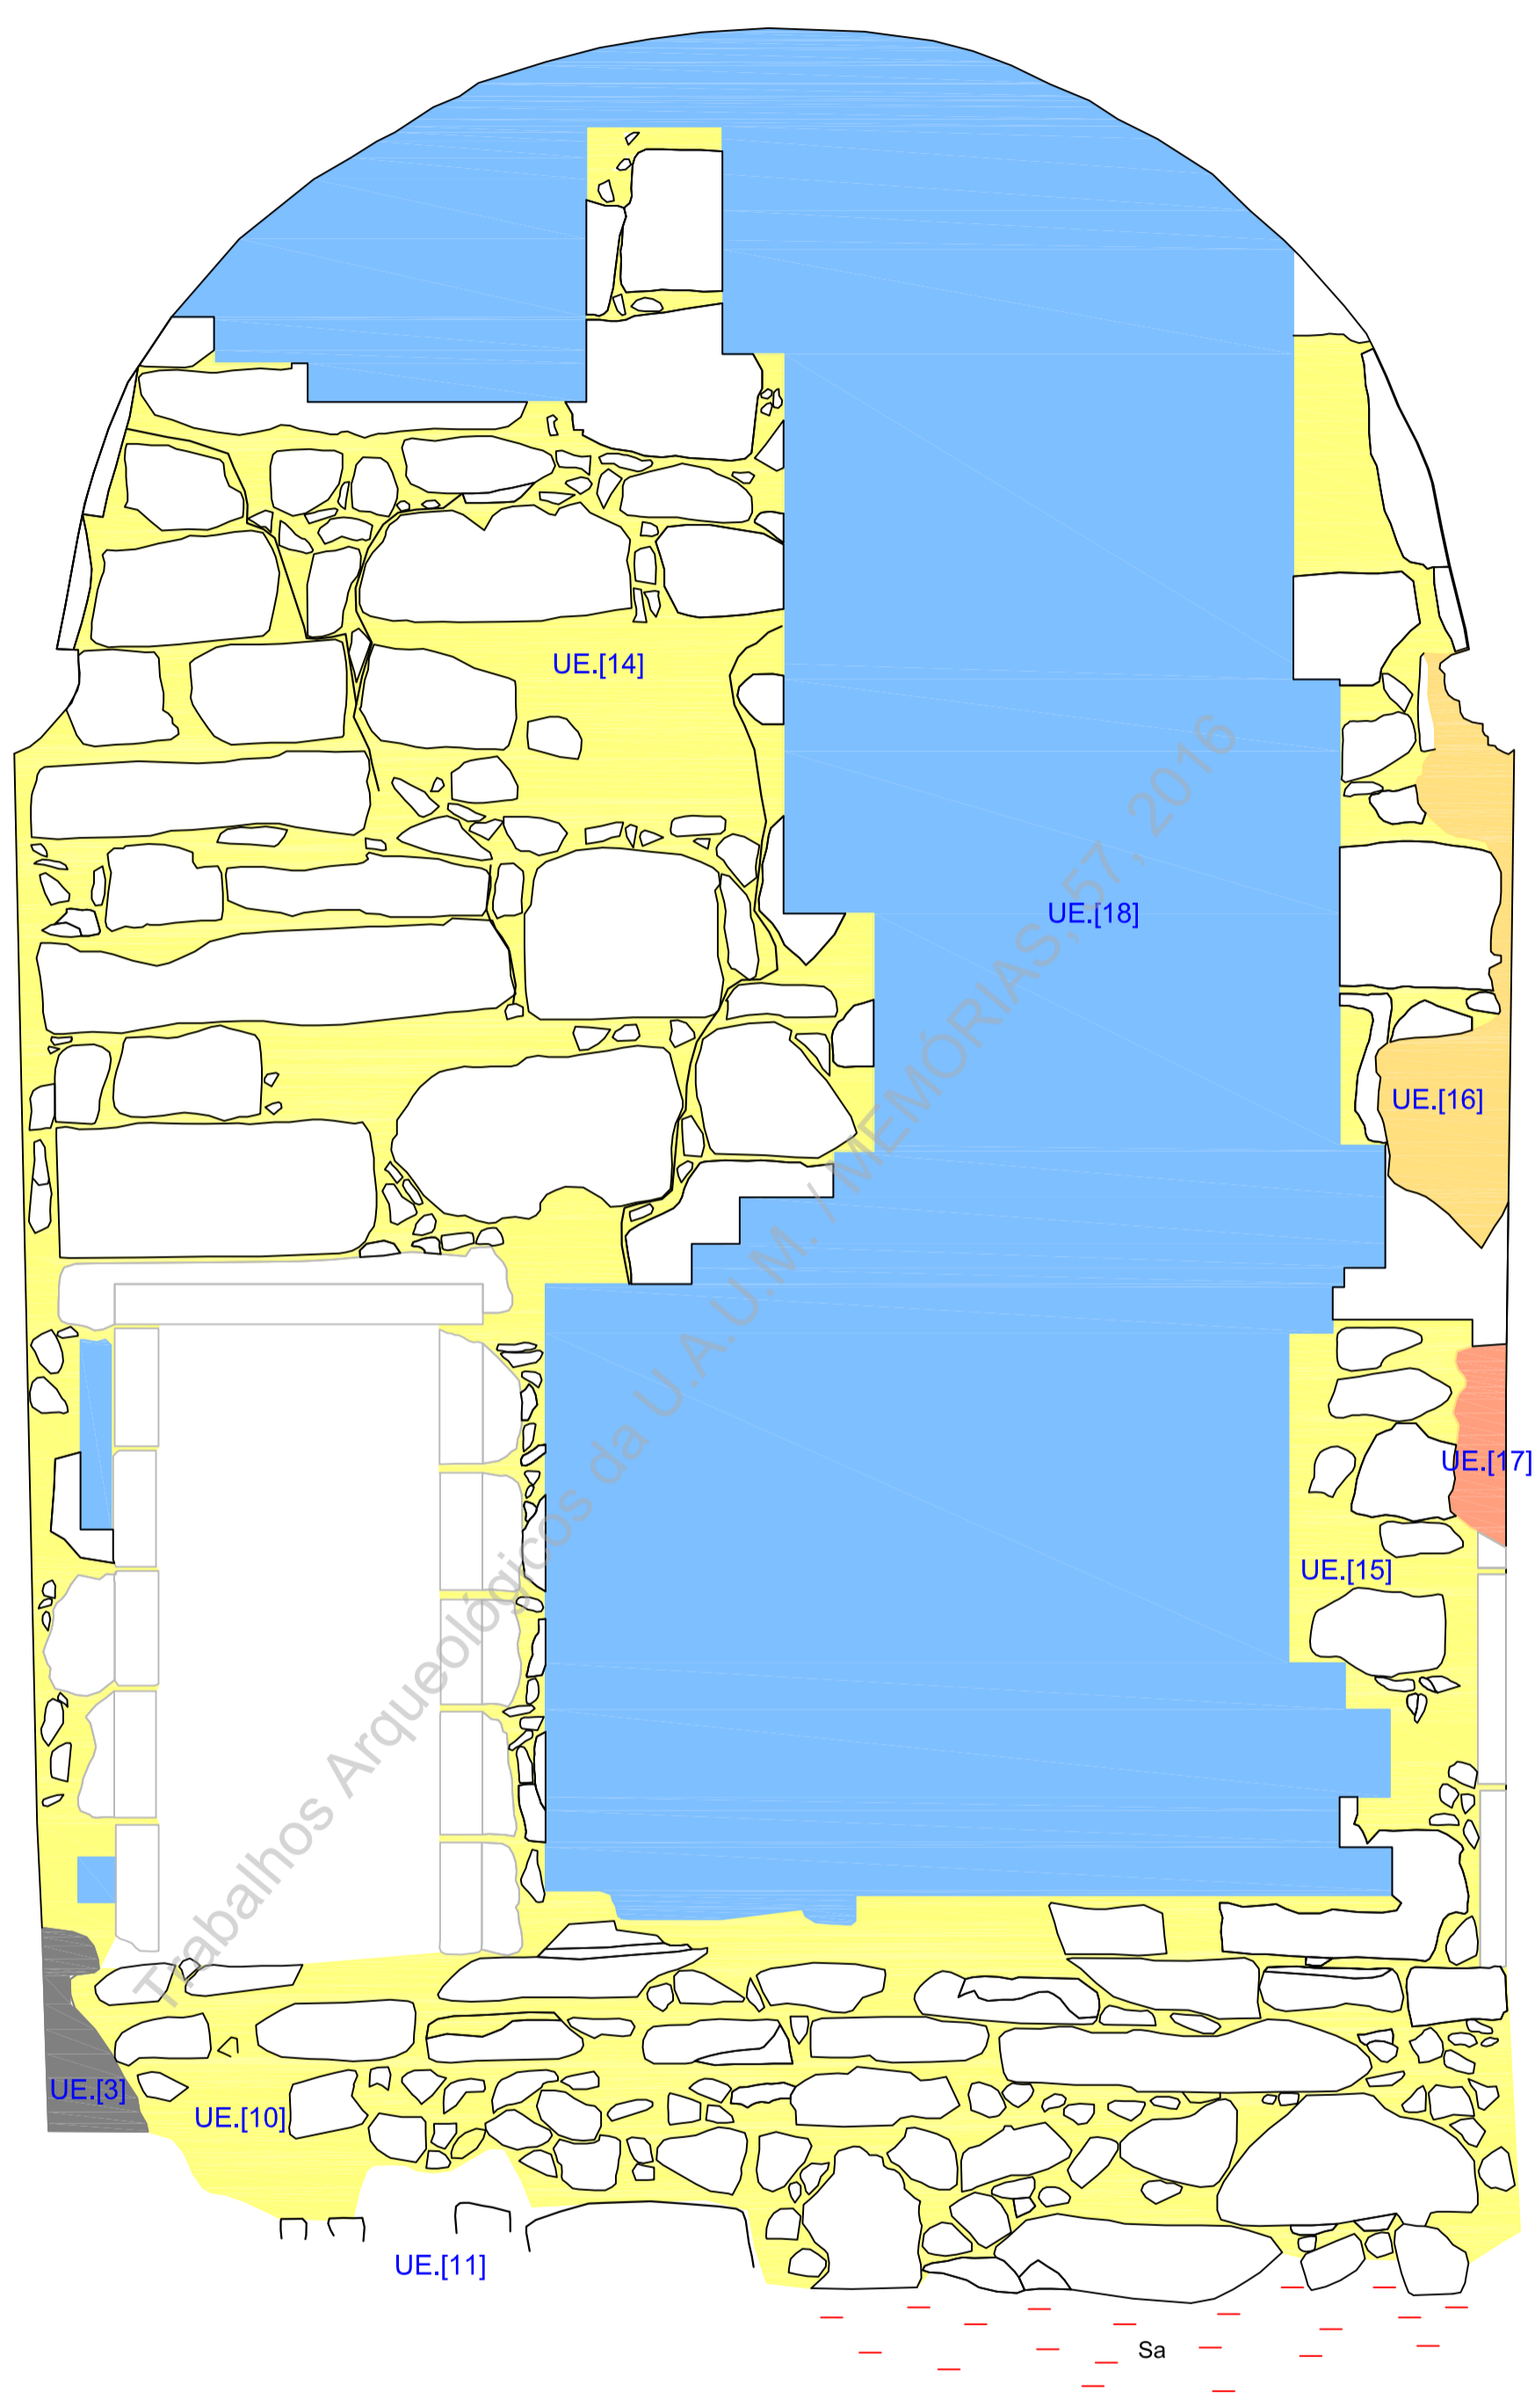 UE.[14]
UE.[18]
UE.[16]
UE.[17]
UE.[15]
UE.[3]
UE.[10]
UE.[11]
Sa
Trabalhos Arqueológicos da U.A.U.M. / MEMÓRIAS, 57, 2016